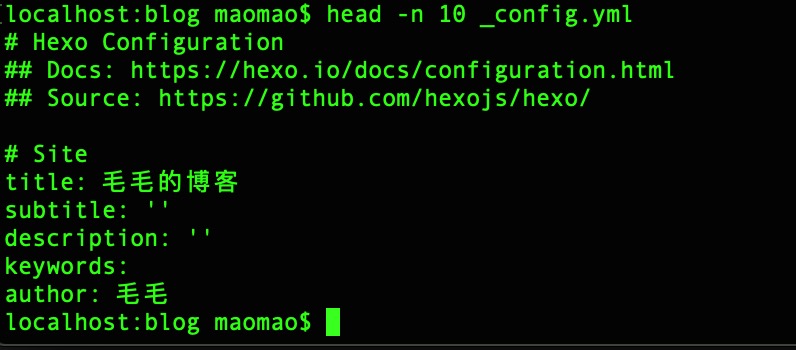 localhost:blog maomao$ head -n 10 _config.yml
# Hexo Configuration
## Docs: https://hexo.io/docs/configuration.html
## Source: https://github.com/hexojs/hexo/

# Site
title: 毛毛的博客
subtitle: ''
description: ''
keywords:
author: 毛毛
localhost:blog maomao$